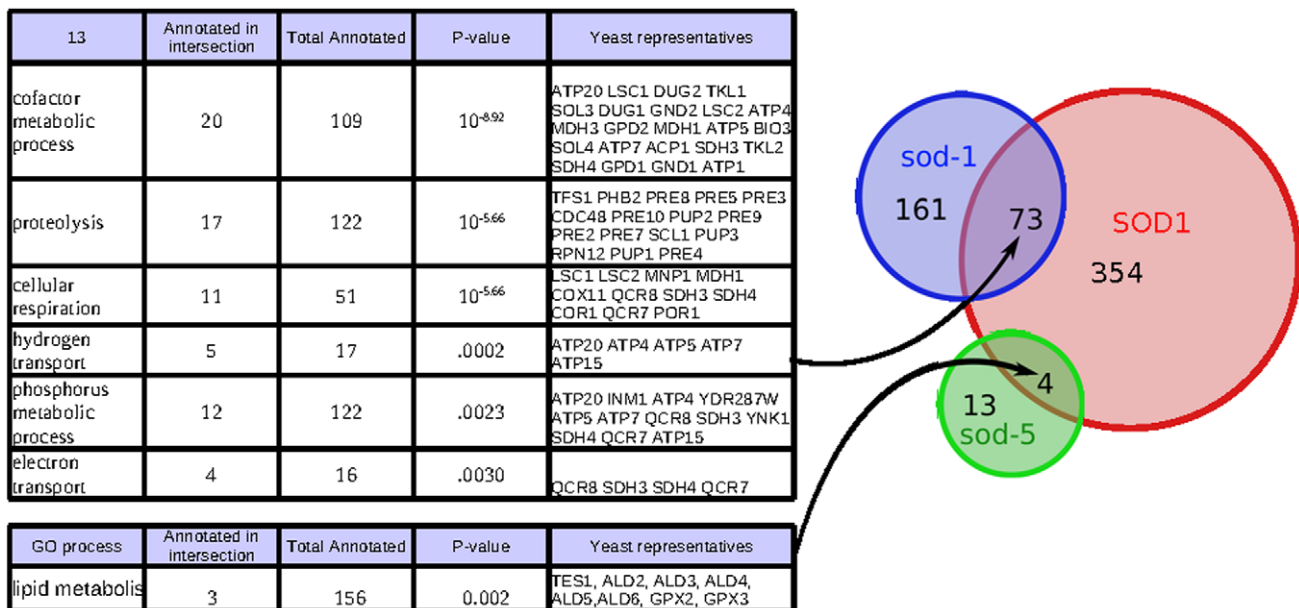 13 Annotated in intersection Total Annotated P-value Yeast representatives
cofactor metabolic process 20 109 10-8.92
ATP20 LSC1 DUG2 TKL1
SOL3 DUG1 GND2 LSC2 ATP4
MDH3 GPD2 MDH1 ATP5 BIO3
SOL4 ATP7 ACP1 SDH3 TKL2
SDH4 GPD1 GND1 ATP1
proteolysis 17 122 10-5.66
TFS1 PHB2 PRE8 PRE5 PRE3
CDC48 PRE10 PUP2 PRE9
PRE2 PRE7 SCL1 PUP3
RPN12 PUP1 PRE4
cellular respiration 11 51 10-5.66
LSC1 LSC2 MNP1 MDH1
COX11 QCR8 SDH3 SDH4
COR1 QCR7 POR1
hydrogen transport 5 17 .0002
ATP20 ATP4 ATP5 ATP7
ATP15
phosphorus metabolic process 12 122 .0023
ATP20 INM1 ATP4 YDR287W
ATP5 ATP7 QCR8 SDH3 YNK1
SDH4 QCR7 ATP15
electron transport 4 16 .0030
QCR8 SDH3 SDH4 QCR7
GO process Annotated in intersection Total Annotated P-value Yeast representatives
lipid metabolis 3 156 0.002
TES1, ALD2, ALD3, ALD4,
ALD5,ALD6, GPX2, GPX3
sod-1
161
73
SOD1
354
4
13
sod-5